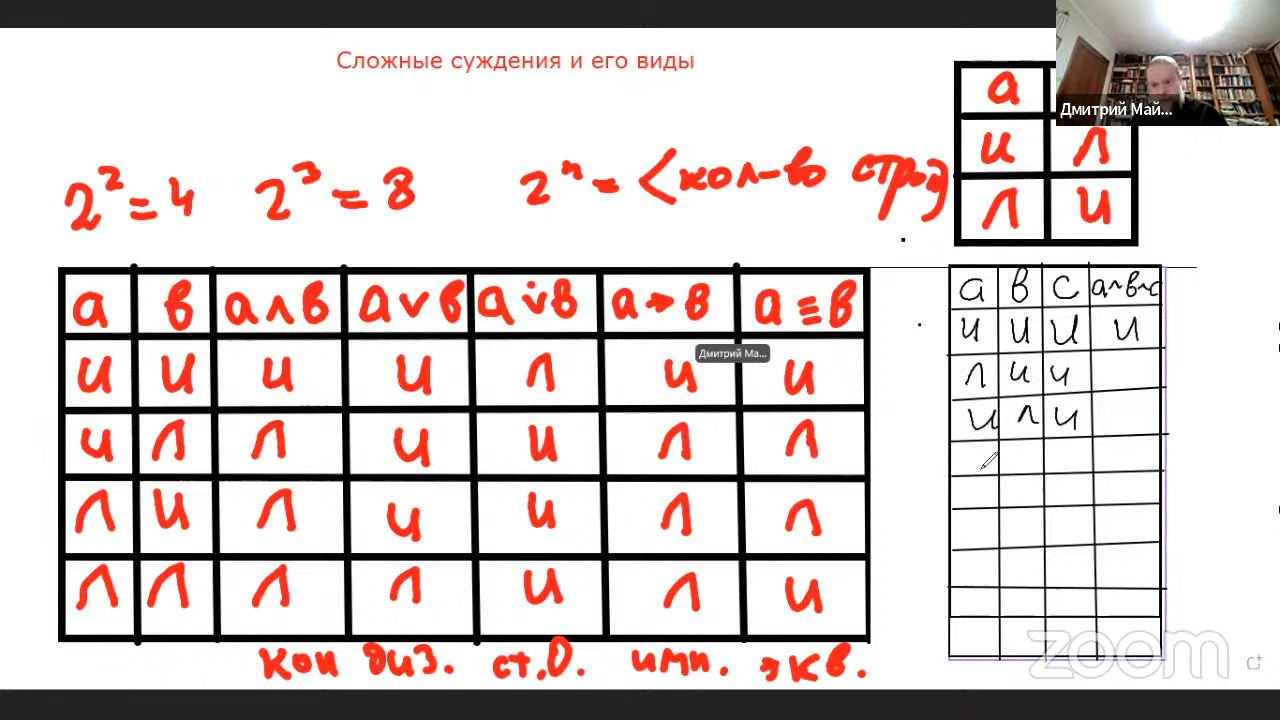 Сложные суждения и его виды
Дмитрий Май...
а
и л
л и
2² = 4 2³ = 8 2ⁿ = (кол-во строк)
а в а∧в а∨в а∨̇в а→в а≡в
и и и и л и и
Дмитрий Ма...
и л л и и л л
л и л и и л л
л л л л и л и
кон диз. ст.д. имп. экв.
а в с а∧в∧с
и и и и
л и и
и л и
zoom